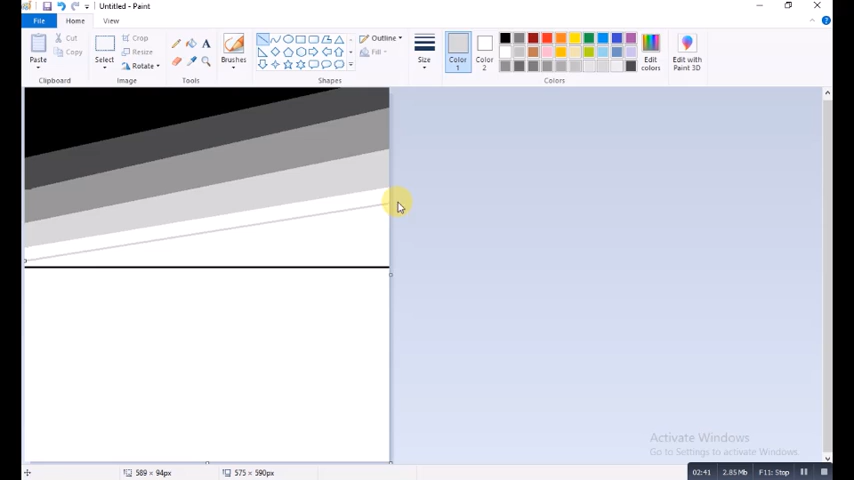 Untitled - Paint
File
Home
View
Paste
Cut
Copy
Clipboard
Select
Crop
Resize
Rotate
Image
A
Tools
Brushes
Outline
Fill
Shapes
Size
Color 1
Color 2
Edit colors
Colors
Edit with Paint 3D
Activate Windows
Go to Settings to activate Windows.
589 × 94px
575 × 590px
02:41
2.85 Mb
F11: Stop